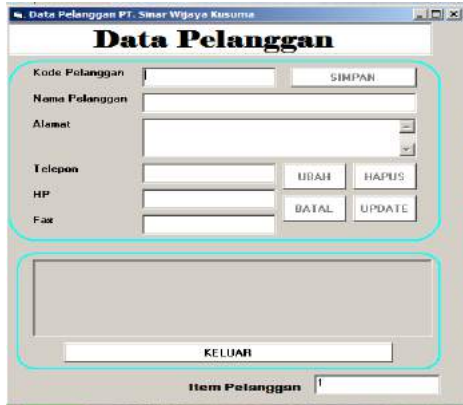 Data Pelanggan PT. Sinar Wijaya Kusuma
Data Pelanggan
Kode Pelanggan
SIMPAN
Nama Pelanggan
Alamat
Telepon
UBAH
HAPUS
HP
BATAL
UPDATE
Fax
KELUAR
Item Pelanggan
1